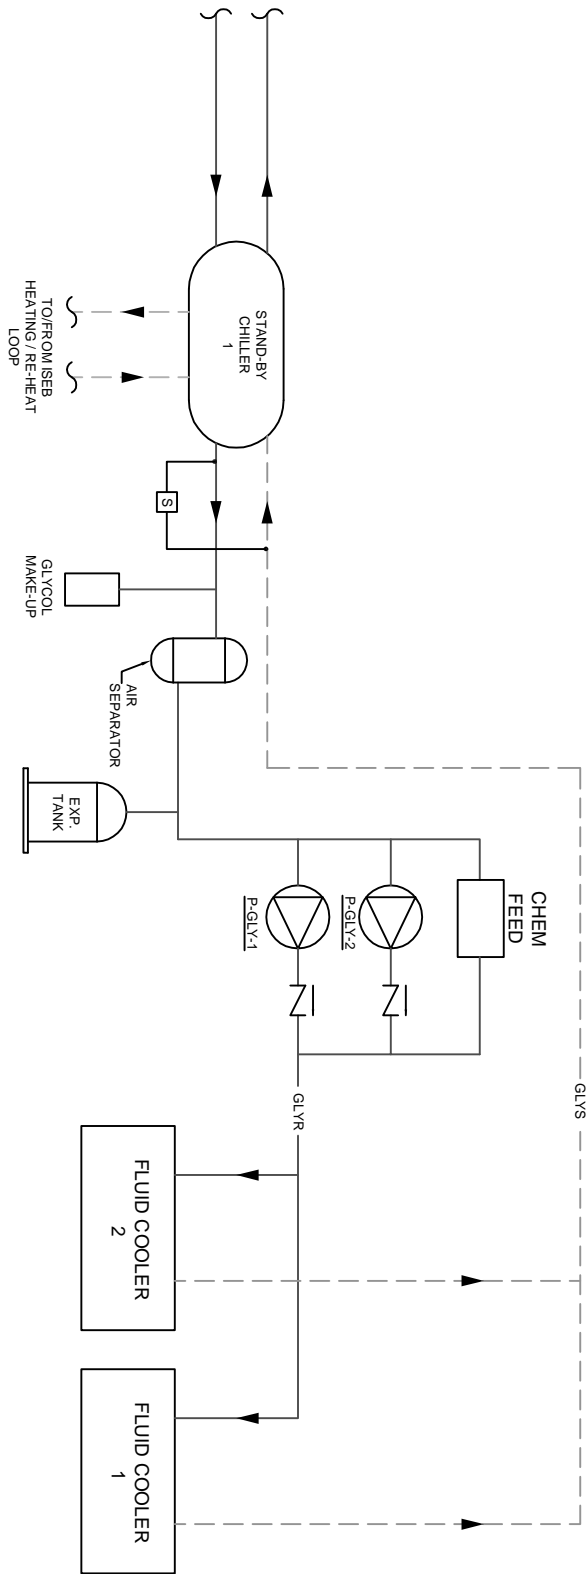 STAND-BY
CHILLER
1
TO/FROM ISEB
HEATING / RE-HEAT
LOOP
S
GLYCOL
MAKE-UP
AIR
SEPARATOR
EXP.
TANK
P-GLY-1
P-GLY-2
CHEM
FEED
GLYS
GLYR
FLUID COOLER
2
FLUID COOLER
1